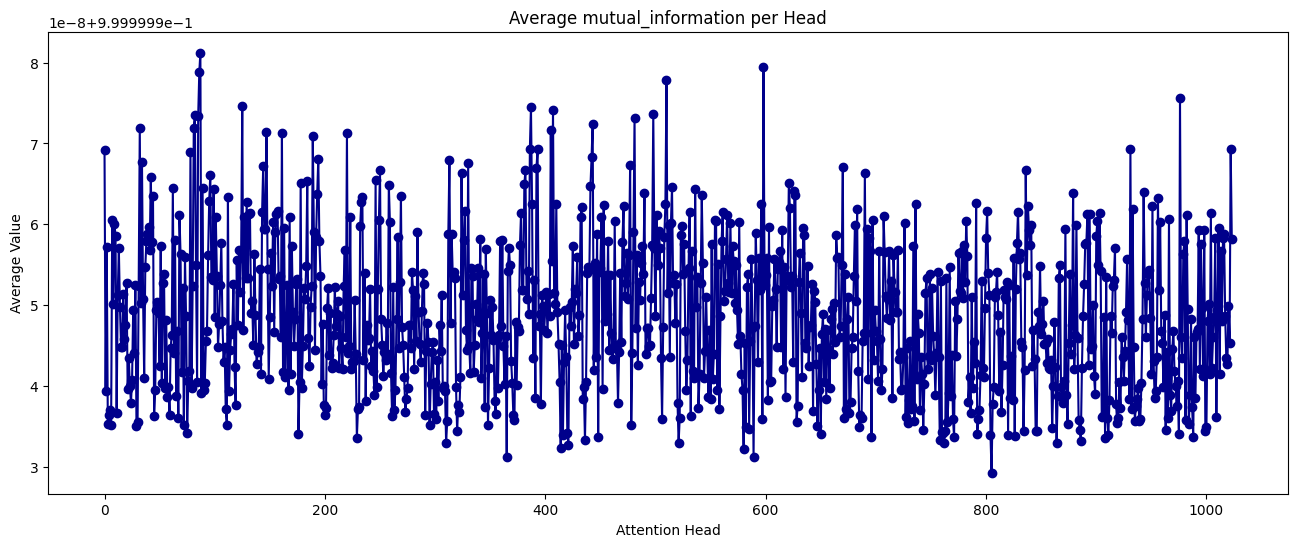 Average mutual_information per Head
1e−8+9.999999e−1
8
7
6
5
4
3
Average Value
0 200 400 600 800 1000
Attention Head